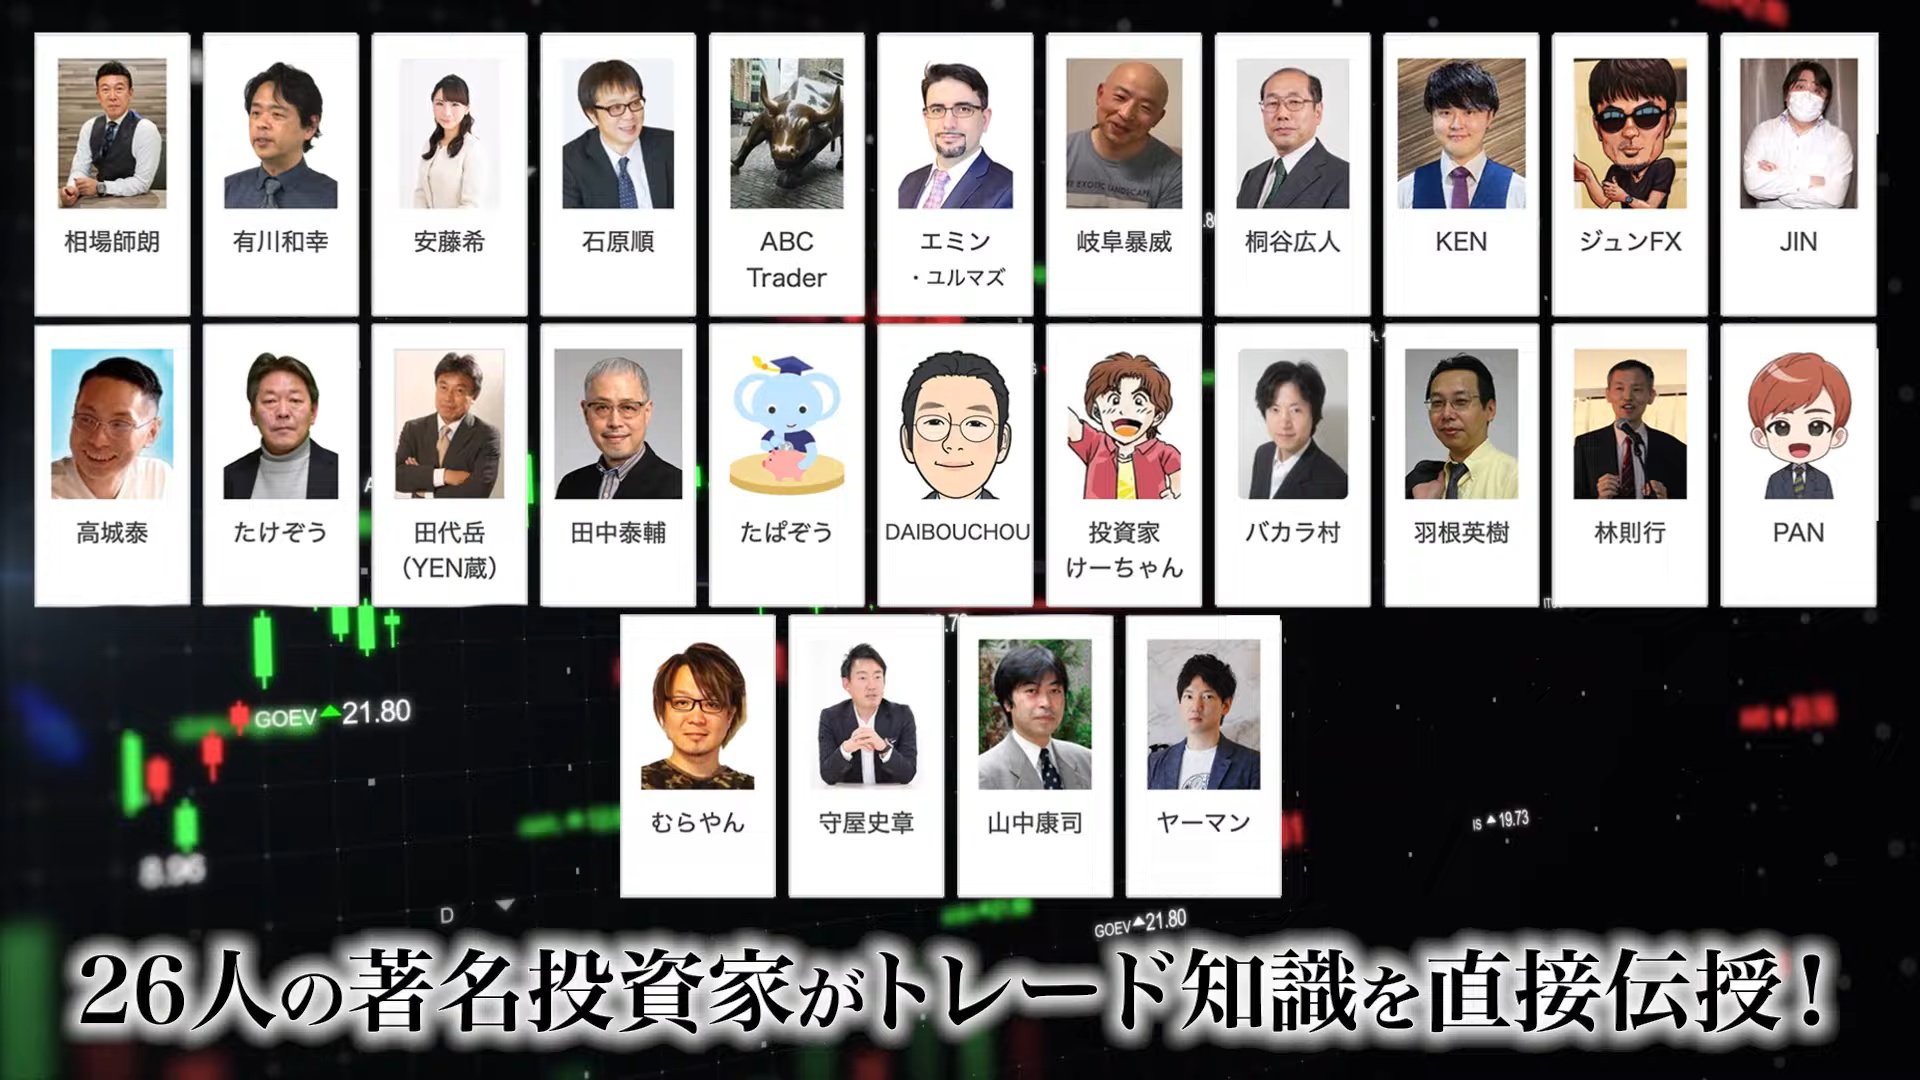 相場師朗
有川和幸
安藤希
石原順
ABC
Trader
エミン
・ユルマズ
岐阜暴威
桐谷広人
KEN
ジュンFX
JIN
高城泰
たけぞう
田代岳
（YEN蔵）
田中泰輔
たぱぞう
DAIBOUCHOU
投資家
けーちゃん
バカラ村
羽根英樹
林則行
PAN
むらやん
守屋史章
山中康司
ヤーマン
GOEV▲21.80
8.96
D
GOEV▲21.80
IS▲19.73
26人の著名投資家がトレード知識を直接伝授！